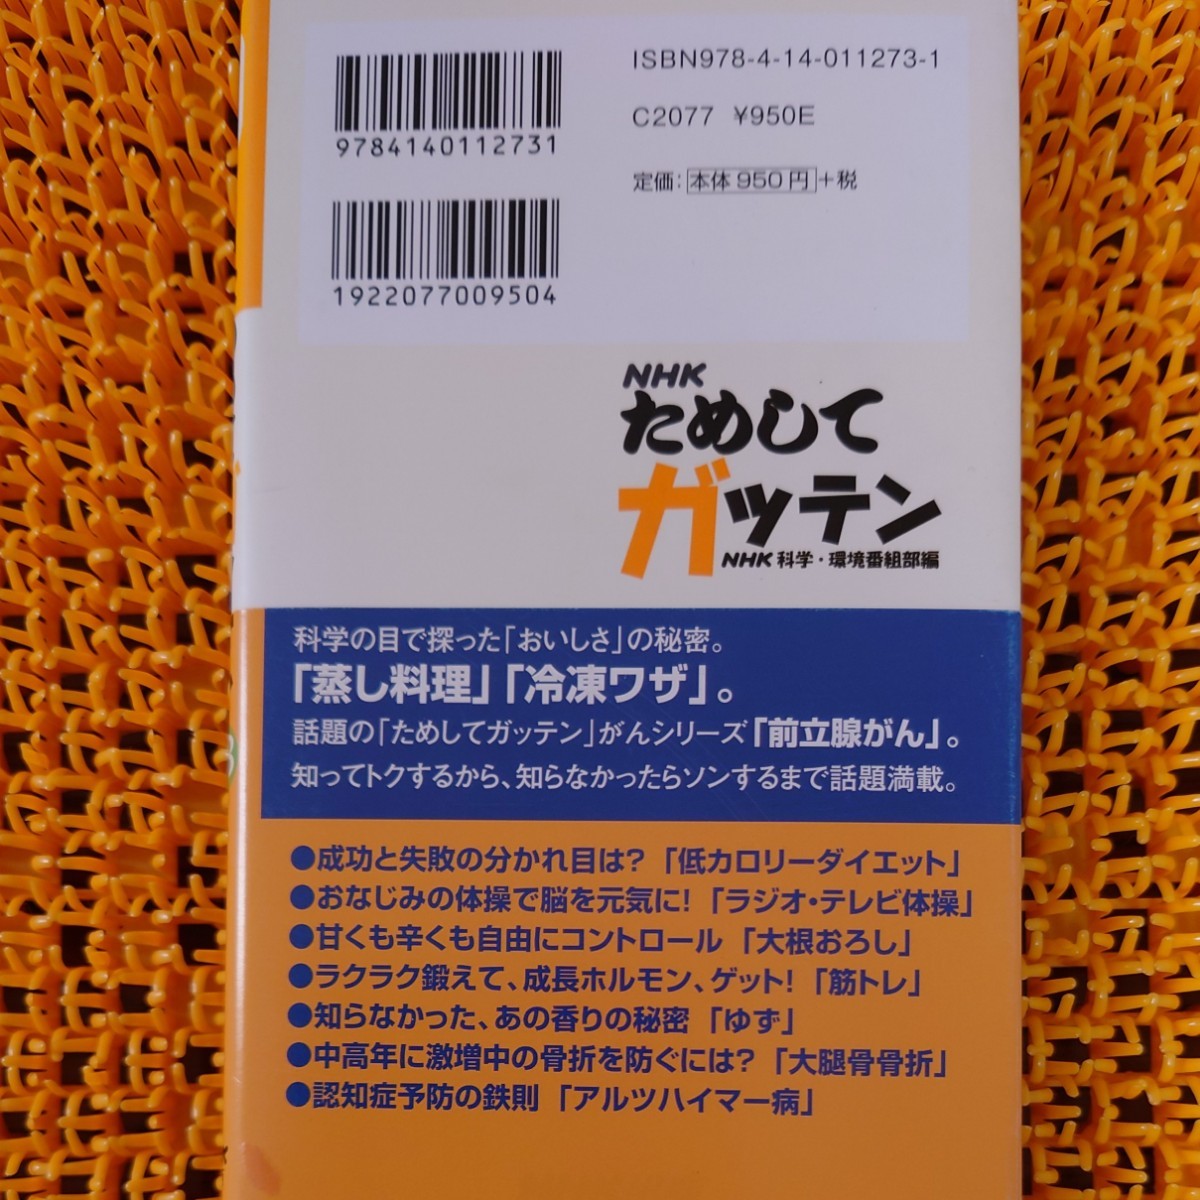 ISBN978-4-14-011273-1
9784140112731
C2077 ¥950E
定価：本体950円＋税
1922077009504
NHK
ためして
ガッテン
NHK科学・環境番組部編
科学の目で探った「おいしさ」の秘密。
「蒸し料理」「冷凍ワザ」。
話題の「ためしてガッテン」がんシリーズ「前立腺がん」。
知ってトクするから、知らなかったらソンするまで話題満載。
●成功と失敗の分かれ目は？「低カロリーダイエット」
●おなじみの体操で脳を元気に！「ラジオ・テレビ体操」
●甘くも辛くも自由にコントロール「大根おろし」
●ラクラク鍛えて、成長ホルモン、ゲット！「筋トレ」
●知らなかった、あの香りの秘密「ゆず」
●中高年に激増中の骨折を防ぐには？「大腿骨骨折」
●認知症予防の鉄則「アルツハイマー病」